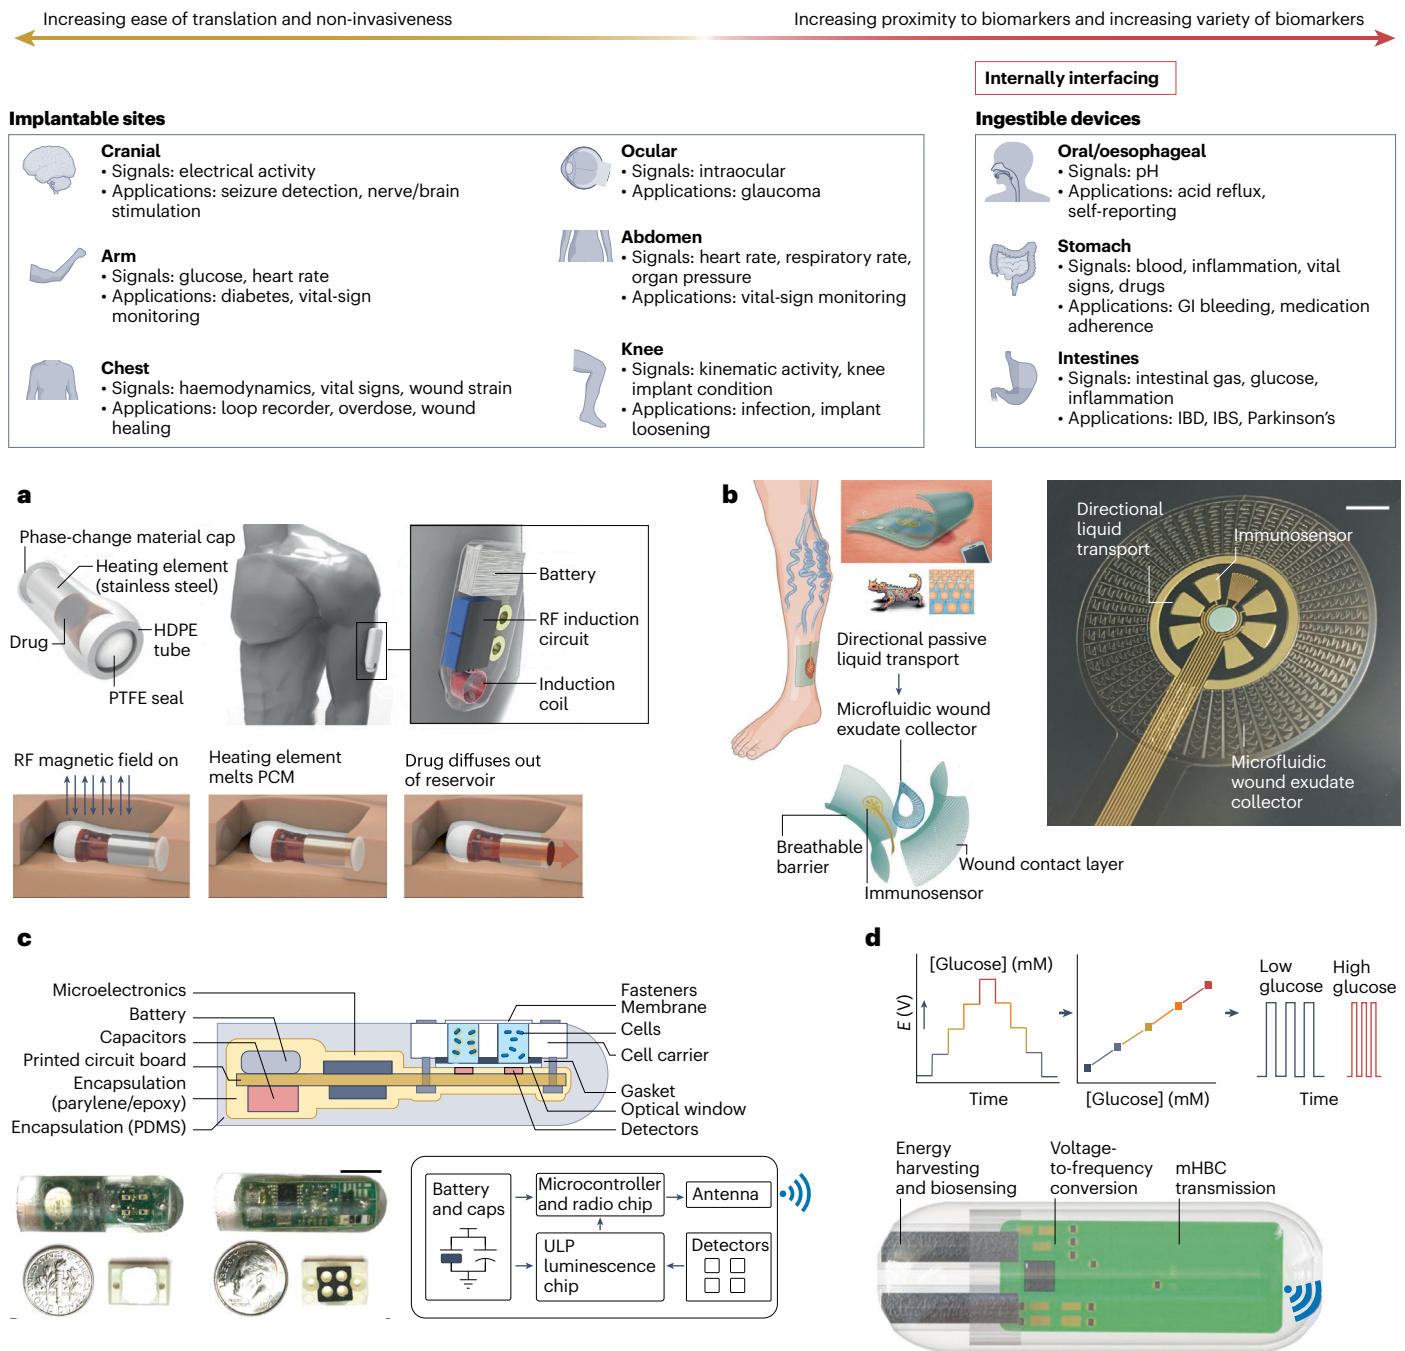 Increasing ease of translation and non-invasiveness
Increasing proximity to biomarkers and increasing variety of biomarkers
Internally interfacing
Implantable sites
Cranial
• Signals: electrical activity
• Applications: seizure detection, nerve/brain
stimulation
Arm
• Signals: glucose, heart rate
• Applications: diabetes, vital-sign
monitoring
Chest
• Signals: haemodynamics, vital signs, wound strain
• Applications: loop recorder, overdose, wound
healing
Ocular
• Signals: intraocular
• Applications: glaucoma
Abdomen
• Signals: heart rate, respiratory rate,
organ pressure
• Applications: vital-sign monitoring
Knee
• Signals: kinematic activity, knee
implant condition
• Applications: infection, implant
loosening
Ingestible devices
Oral/oesophageal
• Signals: pH
• Applications: acid reflux,
self-reporting
Stomach
• Signals: blood, inflammation, vital
signs, drugs
• Applications: GI bleeding, medication
adherence
Intestines
• Signals: intestinal gas, glucose,
inflammation
• Applications: IBD, IBS, Parkinson's
a
Phase-change material cap
Heating element
(stainless steel)
Drug
HDPE
tube
PTFE seal
Battery
RF induction
circuit
Induction
coil
RF magnetic field on
Heating element
melts PCM
Drug diffuses out
of reservoir
b
Directional passive
liquid transport
Microfluidic wound
exudate collector
Breathable
barrier
Immunosensor
Wound contact layer
Directional
liquid
transport
Immunosensor
Microfluidic
wound exudate
collector
c
Microelectronics
Battery
Capacitors
Printed circuit board
Encapsulation
(parylene/epoxy)
Encapsulation (PDMS)
Fasteners
Membrane
Cells
Cell carrier
Gasket
Optical window
Detectors
Battery
and caps
Microcontroller
and radio chip
Antenna
ULP
luminescence
chip
Detectors
d
[Glucose] (mM)
E (V)
Time
[Glucose] (mM)
Low
glucose
High
glucose
Time
Energy
harvesting
and biosensing
Voltage-
to-frequency
conversion
mHBC
transmission